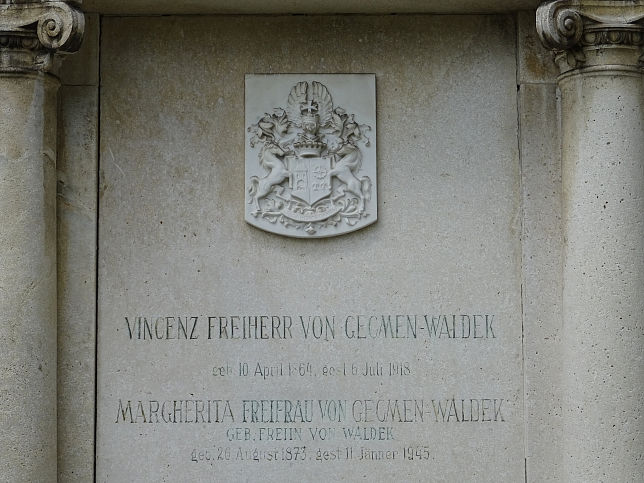 VINCENZ FREIHERR VON GEGMEN-WALDEK
geb. 10 April 1864, gest 6 Juli 1918.
MARGHERITA FREIFRAU VON GEGMEN-WALDEK
GEB. FREIIN VON WALDEK
geb. 26 August 1873, gest 11 Jänner 1945.